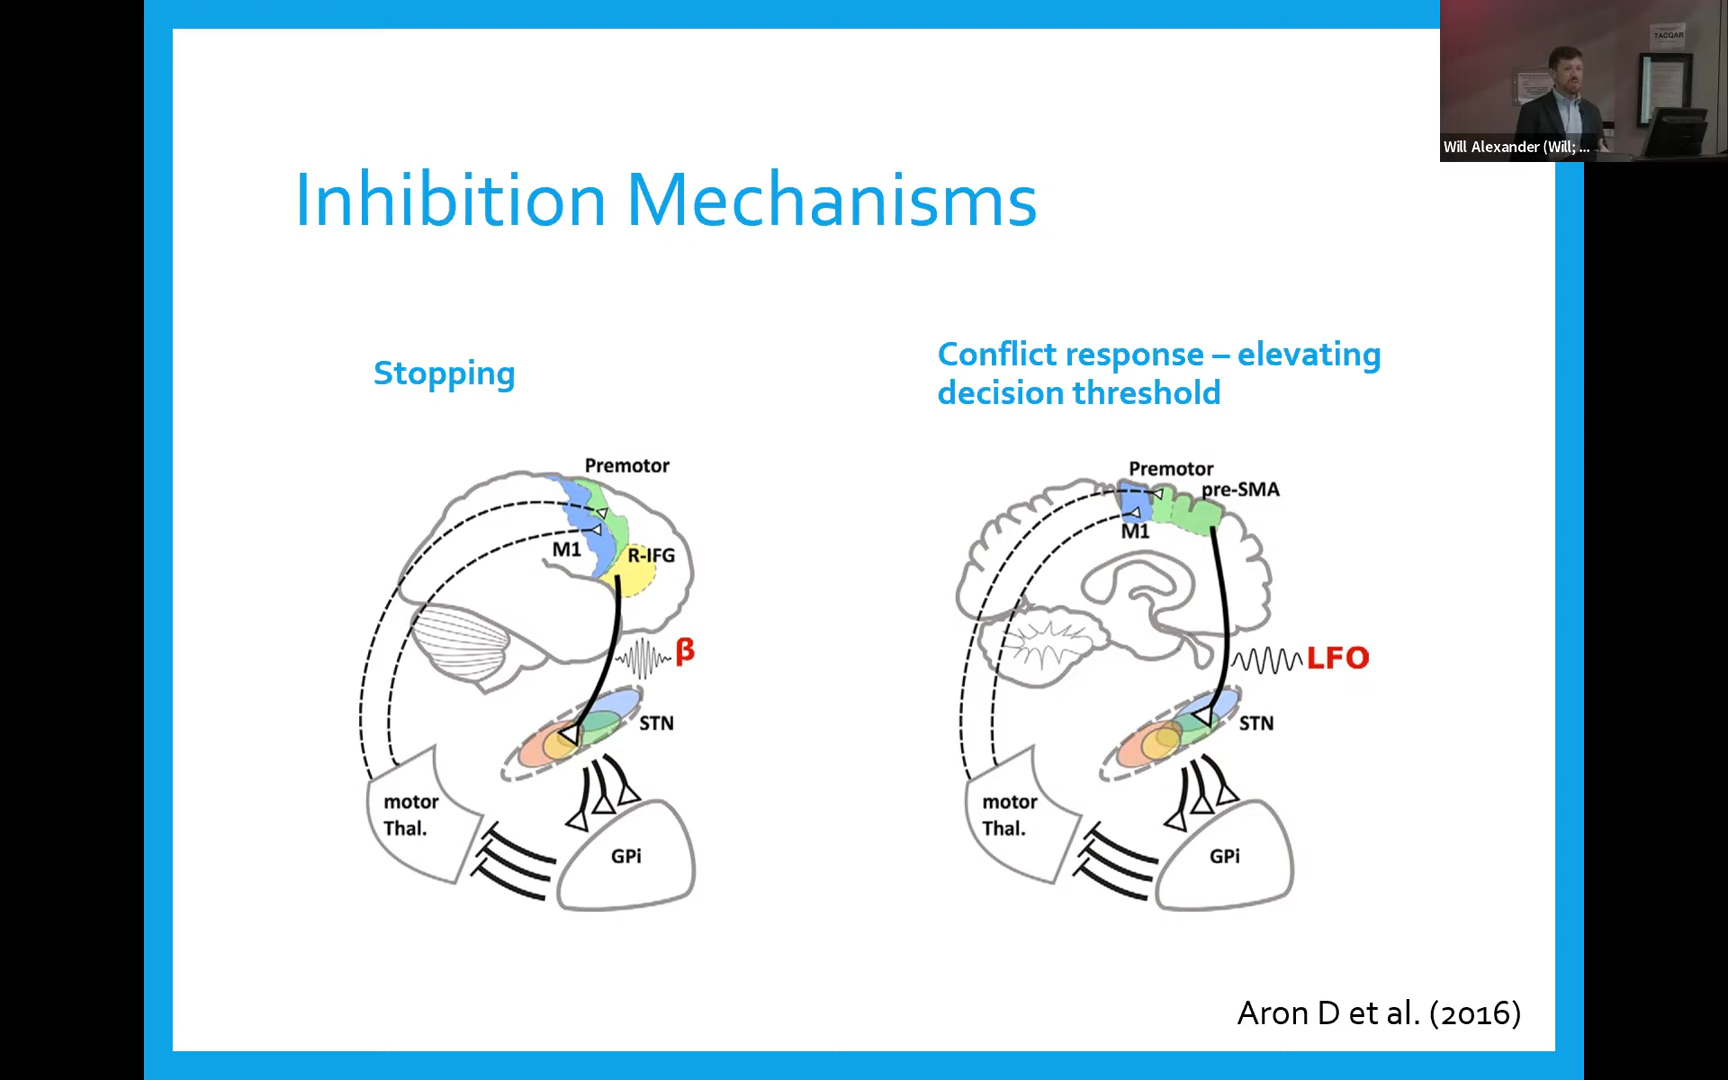 TACQAR
Will Alexander (Will; ...
Inhibition Mechanisms
Stopping
Conflict response – elevating
decision threshold
Premotor
M1
R-IFG
β
STN
motor
Thal.
GPi
Premotor
pre-SMA
M1
LFO
STN
motor
Thal.
GPi
Aron D et al. (2016)